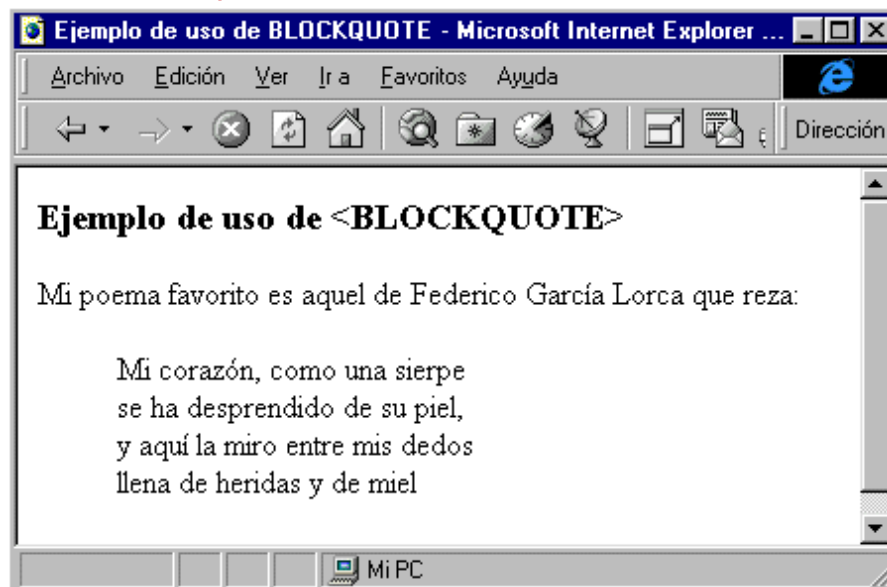 Ejemplo de uso de BLOCKQUOTE - Microsoft Internet Explorer ...
Archivo Edición Ver Ir a Favoritos Ayuda
Dirección
Ejemplo de uso de <BLOCKQUOTE>
Mi poema favorito es aquel de Federico García Lorca que reza:
Mi corazón, como una sierpe
se ha desprendido de su piel,
y aquí la miro entre mis dedos
llena de heridas y de miel
Mi PC